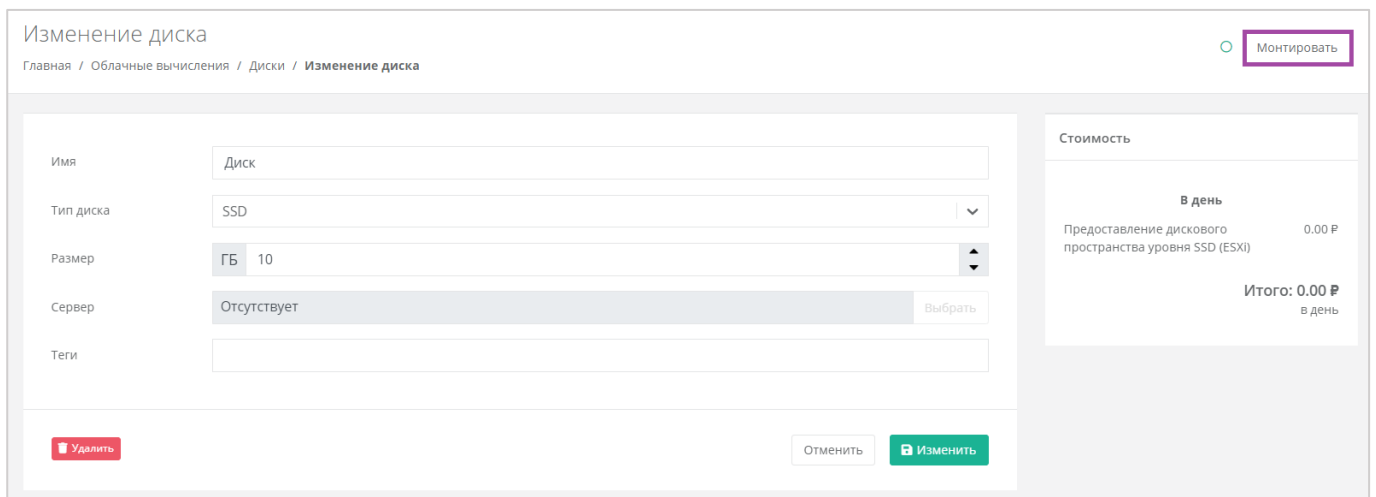 Изменение диска
Монтировать
Главная / Облачные вычисления / Диски / Изменение диска
Стоимость
Имя
Диск
В день
Тип диска
SSD
Предоставление дискового пространства уровня SSD (ESXi)
0.00 ₽
Размер
ГБ 10
Итого: 0.00 ₽
в день
Сервер
Отсутствует
Выбрать
Теги
Удалить
Отменить
Изменить